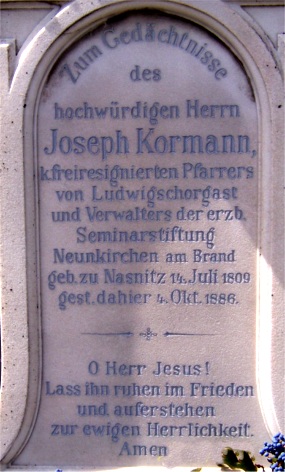 Zum Gedächtnisse
des
hochwürdigen Herrn
Joseph Kormann,
k.freiresignierten Pfarrers
von Ludwigschorgast
und Verwalters der erzb.
Seminarstiftung
Neunkirchen am Brand
geb. zu Nasnitz 14. Juli 1809
gest. dahier 4. Okt. 1886.
O Herr Jesus!
Lass ihn ruhen im Frieden
und auferstehen
zur ewigen Herrlichkeit.
Amen